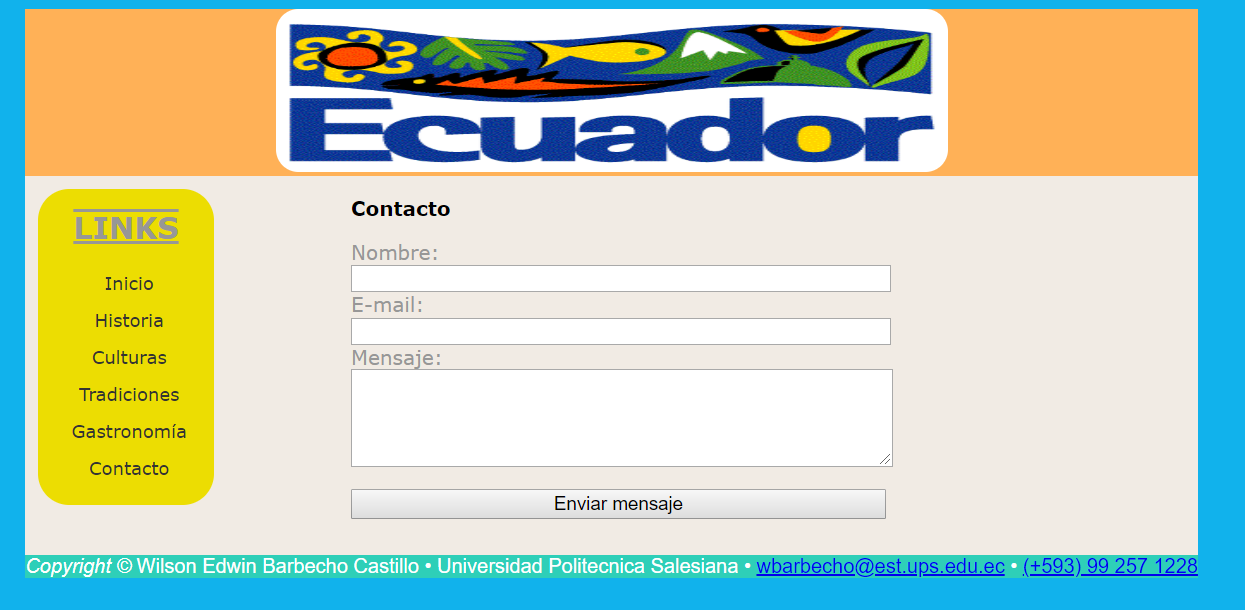 Ecuador
LINKS
Inicio
Historia
Culturas
Tradiciones
Gastronomía
Contacto
Contacto
Nombre:
E-mail:
Mensaje:
Enviar mensaje
Copyright © Wilson Edwin Barbecho Castillo • Universidad Politecnica Salesiana • wbarbecho@est.ups.edu.ec • (+593) 99 257 1228